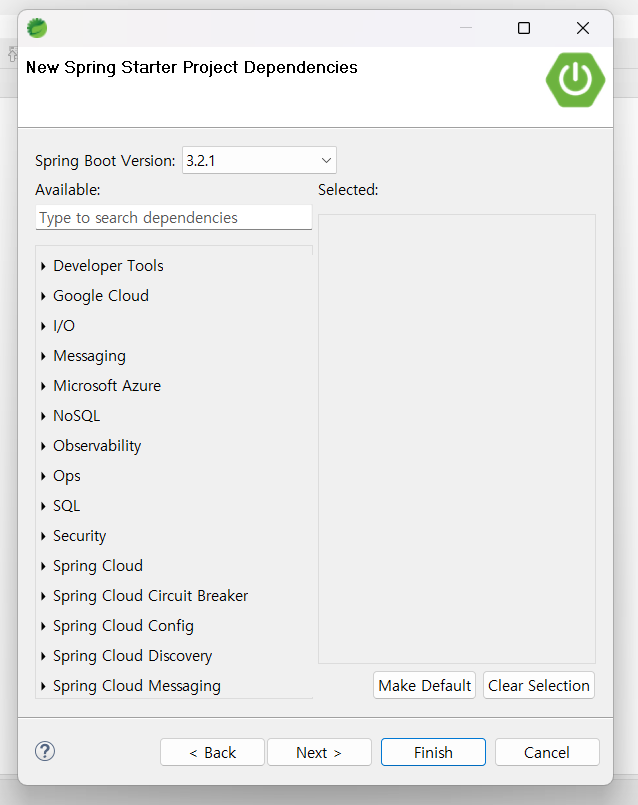 New Spring Starter Project Dependencies
Spring Boot Version: 3.2.1
Available:
Selected:
Type to search dependencies
Developer Tools
Google Cloud
I/O
Messaging
Microsoft Azure
NoSQL
Observability
Ops
SQL
Security
Spring Cloud
Spring Cloud Circuit Breaker
Spring Cloud Config
Spring Cloud Discovery
Spring Cloud Messaging
Make Default
Clear Selection
?
< Back
Next >
Finish
Cancel